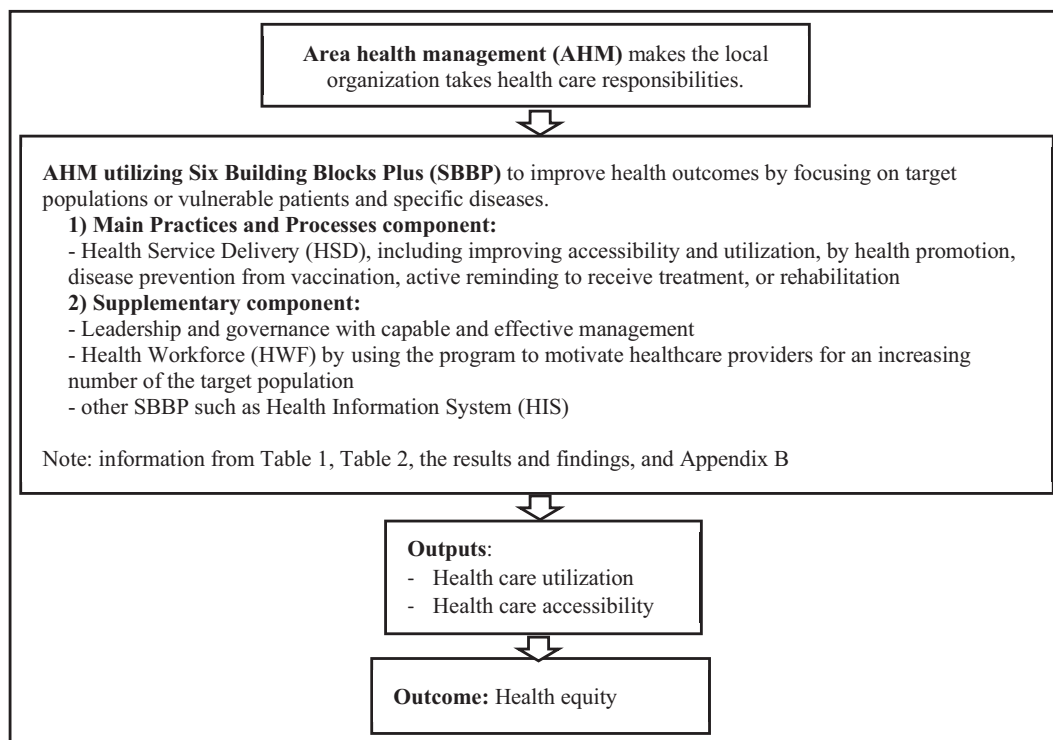 Area health management (AHM) makes the local
organization takes health care responsibilities.
AHM utilizing Six Building Blocks Plus (SBBP) to improve health outcomes by focusing on target
populations or vulnerable patients and specific diseases.
1) Main Practices and Processes component:
- Health Service Delivery (HSD), including improving accessibility and utilization, by health promotion,
disease prevention from vaccination, active reminding to receive treatment, or rehabilitation
2) Supplementary component:
- Leadership and governance with capable and effective management
- Health Workforce (HWF) by using the program to motivate healthcare providers for an increasing
number of the target population
- other SBBP such as Health Information System (HIS)
Note: information from Table 1, Table 2, the results and findings, and Appendix B
Outputs:
- Health care utilization
- Health care accessibility
Outcome: Health equity